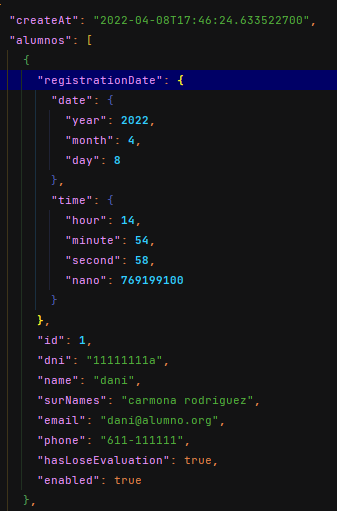 "createAt": "2022-04-08T17:46:24.633522700",
"alumnos": [
{
"registrationDate": {
"date": {
"year": 2022,
"month": 4,
"day": 8
},
"time": {
"hour": 14,
"minute": 54,
"second": 58,
"nano": 769199100
}
},
"id": 1,
"dni": "11111111a",
"name": "dani",
"surNames": "carmona rodriguez",
"email": "dani@alumno.org",
"phone": "611-111111",
"hasLoseEvaluation": true,
"enabled": true
},